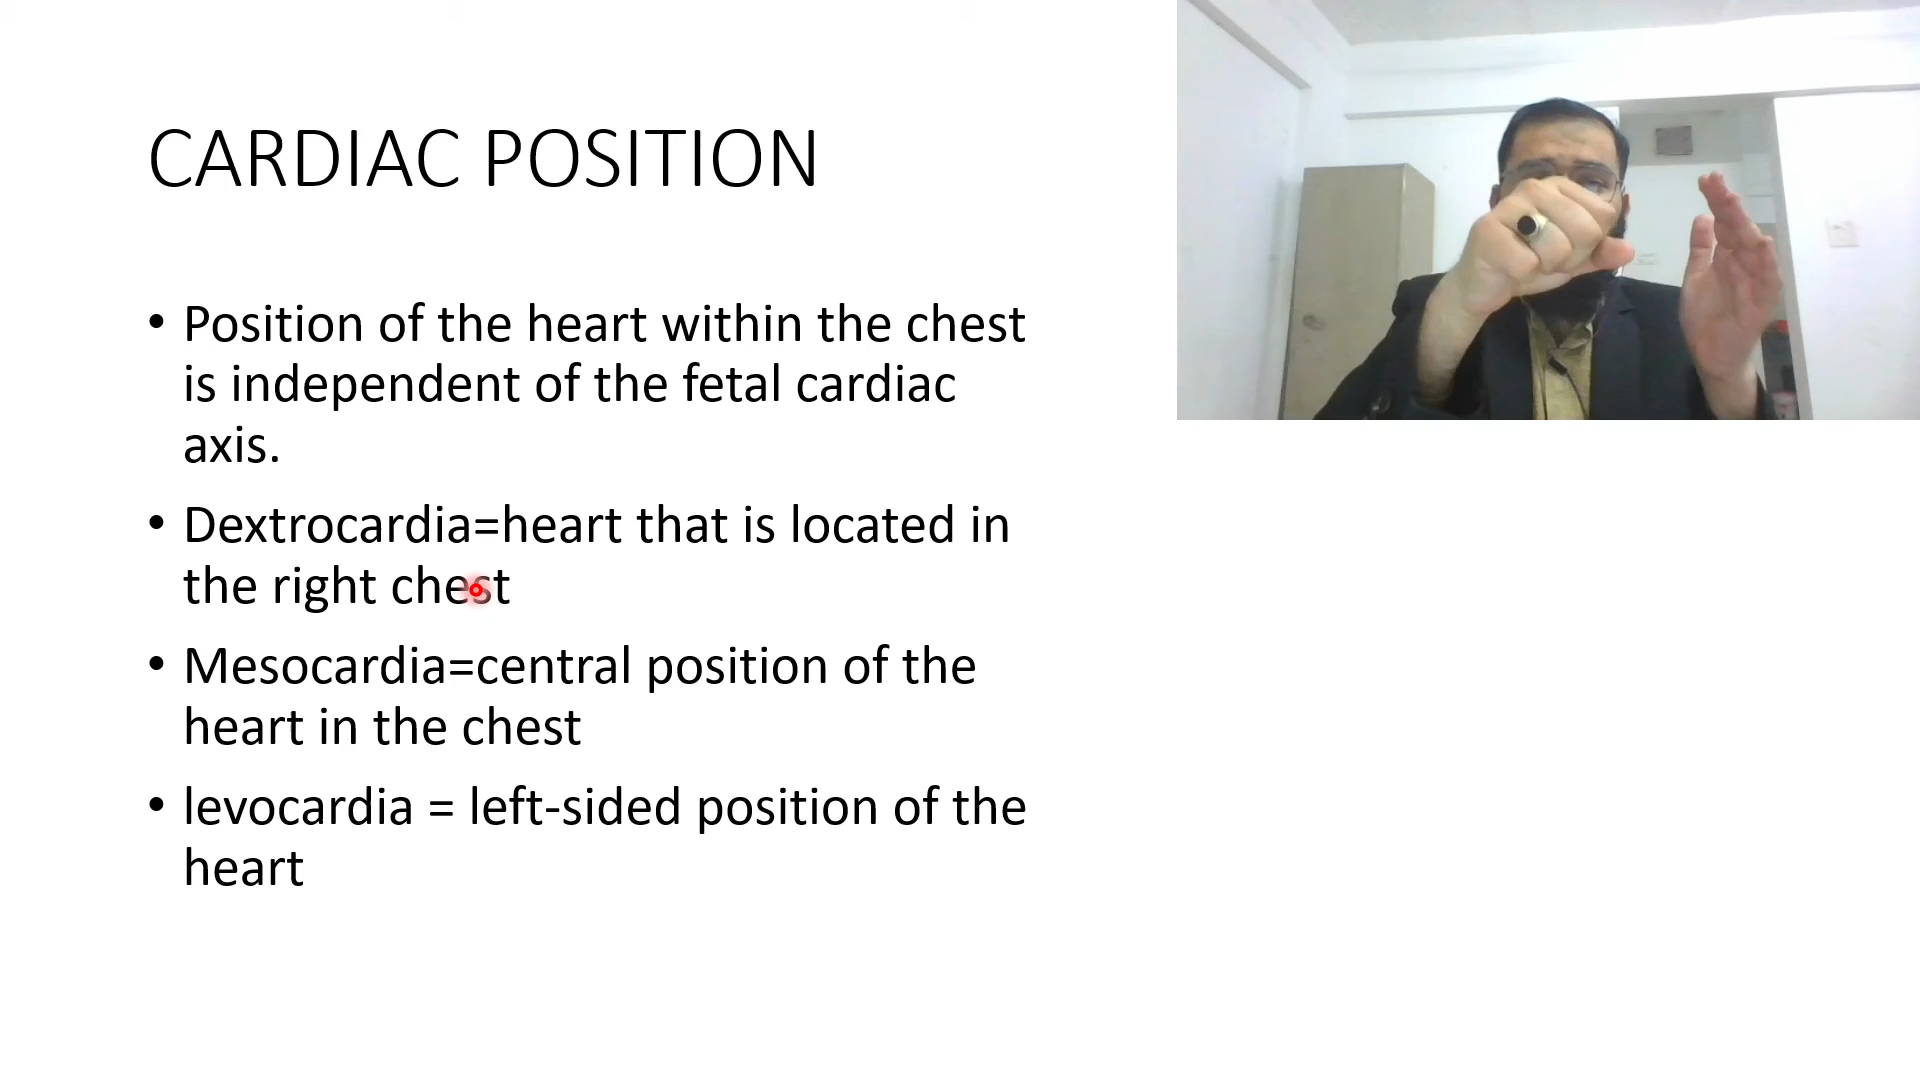 CARDIAC POSITION
• Position of the heart within the chest
is independent of the fetal cardiac
axis.
• Dextrocardia=heart that is located in
the right chest
• Mesocardia=central position of the
heart in the chest
• levocardia = left-sided position of the
heart